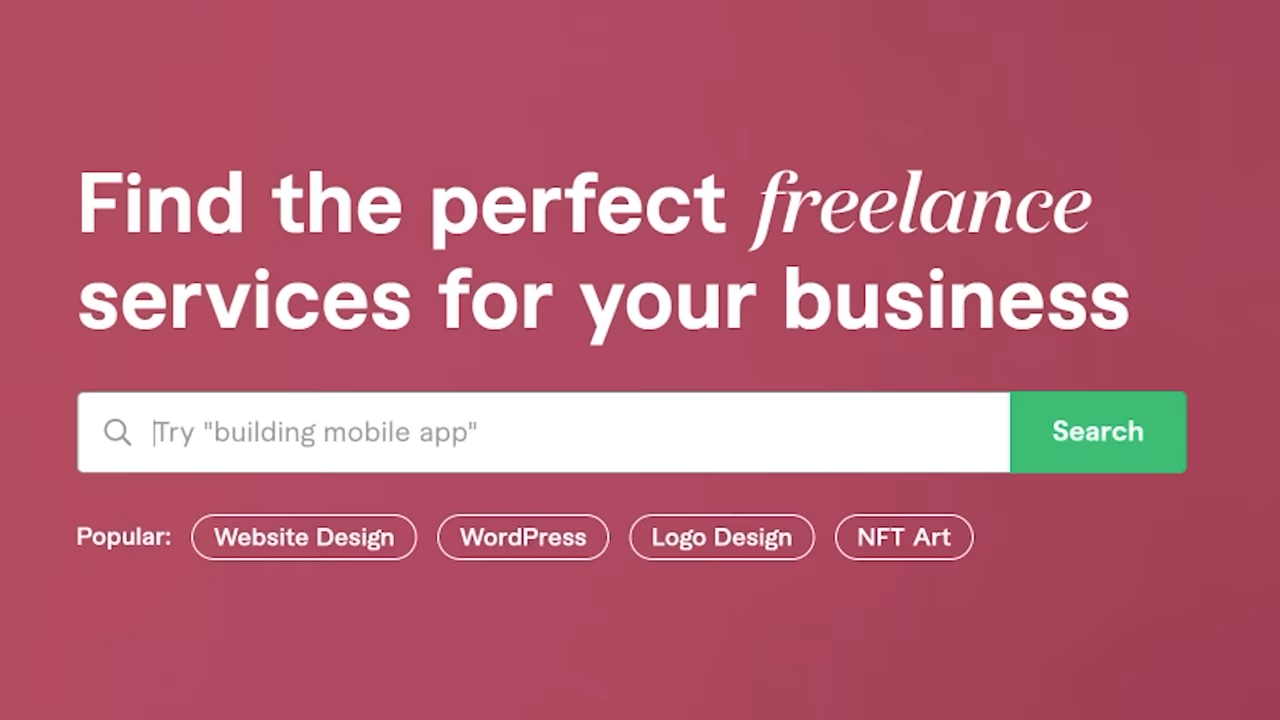 Find the perfect freelance
services for your business
Try "building mobile app"
Search
Popular:
Website Design
WordPress
Logo Design
NFT Art